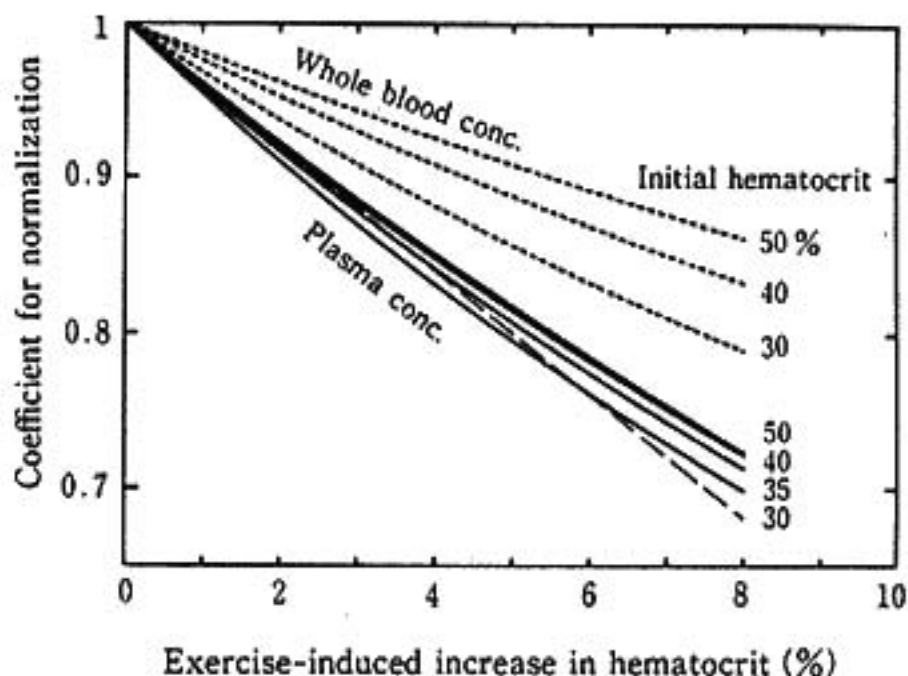 1
0.9
0.8
0.7
Coefficient for normalization
Whole blood conc.
Plasma conc.
Initial hematocrit
50 %
40
30
50
40
35
30
0 2 4 6 8 10
Exercise-induced increase in hematocrit (%)